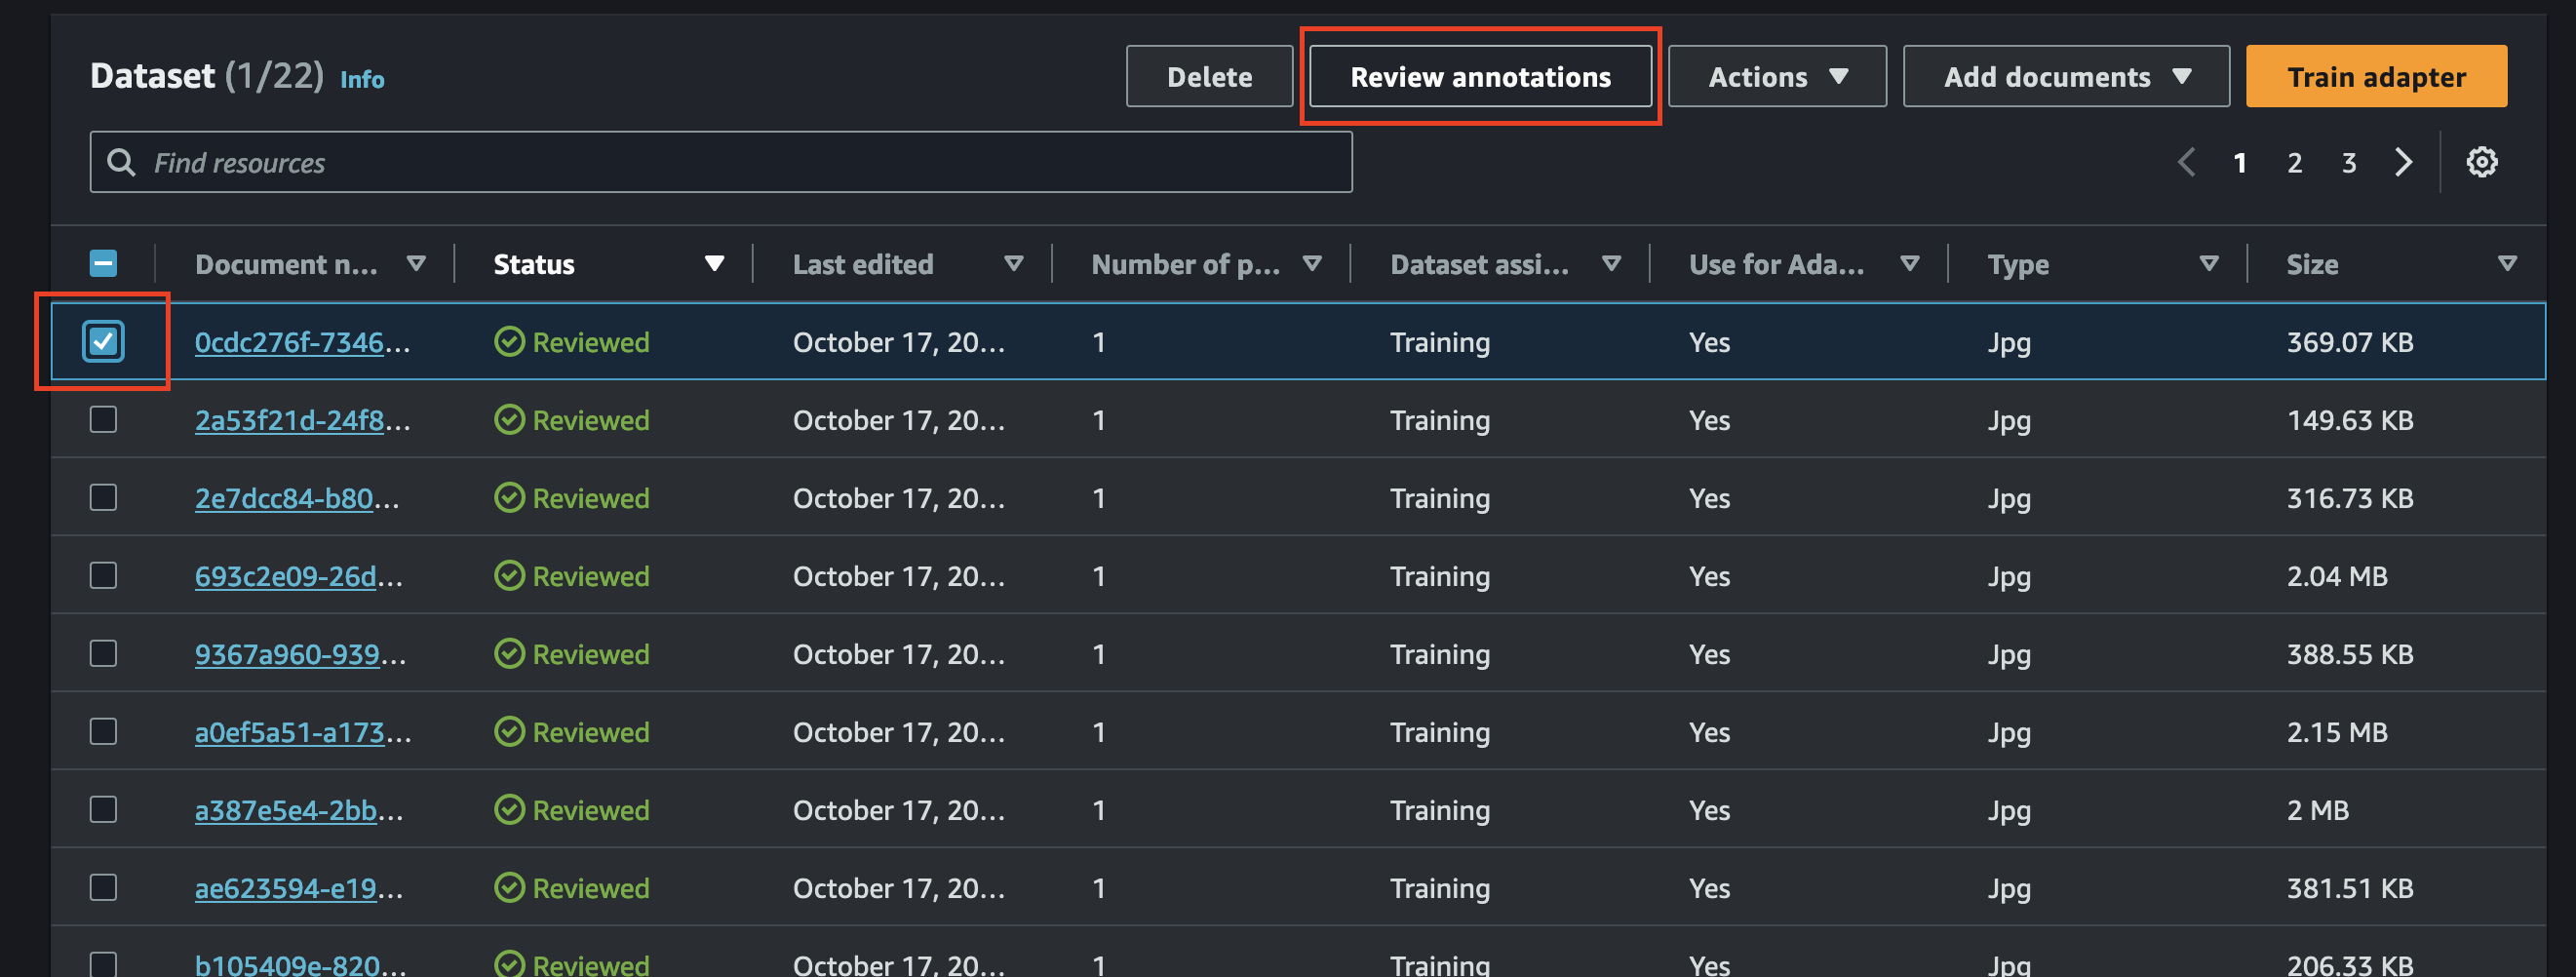 Dataset (1/22) Info Delete Review annotations Actions Add documents Train adapter
Find resources 1 2 3
Document n... Status Last edited Number of p... Dataset assi... Use for Ada... Type Size
0cdc276f-7346... Reviewed October 17, 20... 1 Training Yes Jpg 369.07 KB
2a53f21d-24f8... Reviewed October 17, 20... 1 Training Yes Jpg 149.63 KB
2e7dcc84-b80... Reviewed October 17, 20... 1 Training Yes Jpg 316.73 KB
693c2e09-26d... Reviewed October 17, 20... 1 Training Yes Jpg 2.04 MB
9367a960-939... Reviewed October 17, 20... 1 Training Yes Jpg 388.55 KB
a0ef5a51-a173... Reviewed October 17, 20... 1 Training Yes Jpg 2.15 MB
a387e5e4-2bb... Reviewed October 17, 20... 1 Training Yes Jpg 2 MB
ae623594-e19... Reviewed October 17, 20... 1 Training Yes Jpg 381.51 KB
b105409e-820... Reviewed October 17, 20... 1 Training Yes Jpg 206.33 KB